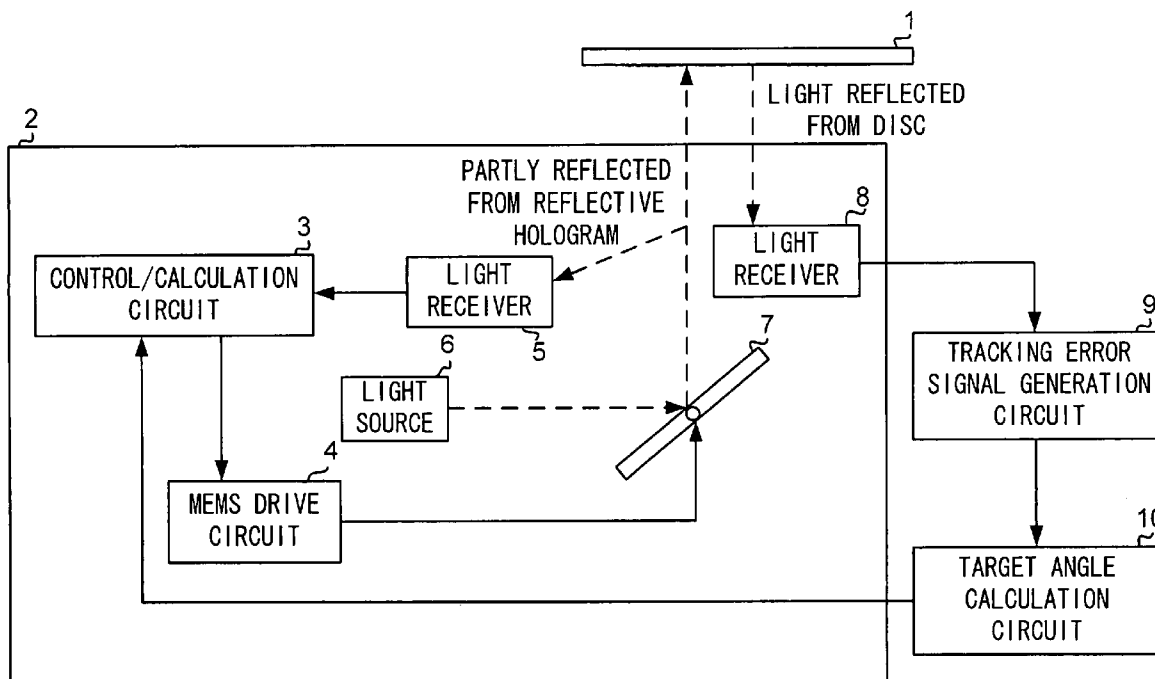 1
LIGHT REFLECTED
FROM DISC
2
PARTLY REFLECTED
FROM REFLECTIVE
HOLOGRAM
8
LIGHT
RECEIVER
3
CONTROL/CALCULATION
CIRCUIT
LIGHT
RECEIVER
5
7
9
TRACKING ERROR
SIGNAL GENERATION
CIRCUIT
6
LIGHT
SOURCE
4
MEMS DRIVE
CIRCUIT
10
TARGET ANGLE
CALCULATION
CIRCUIT